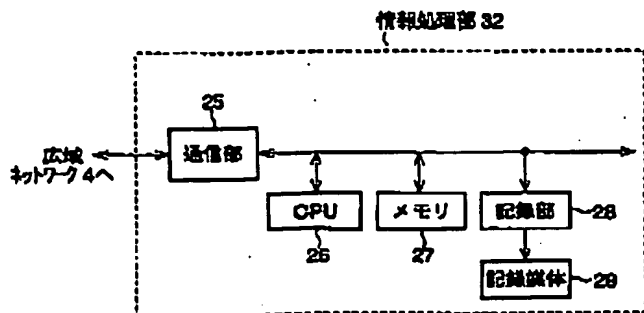 情報処理部 32
25
通信部
広域
ネットワーク 4へ
CPU
メモリ
記録部
28
26
27
記録媒体
29